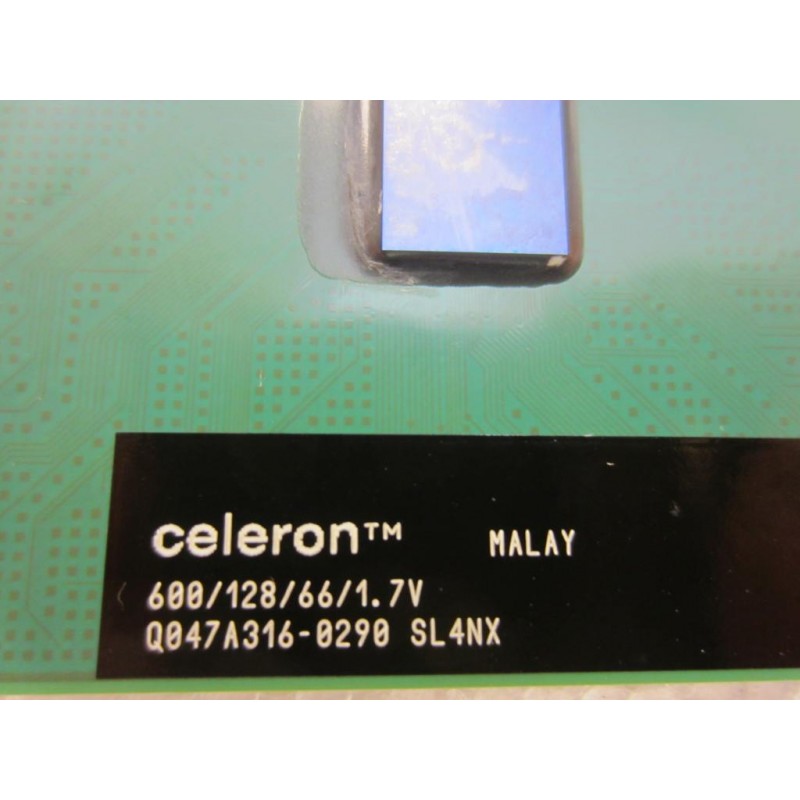 celeron™ MALAY
600/128/66/1.7V
Q047A316-0290 SL4NX